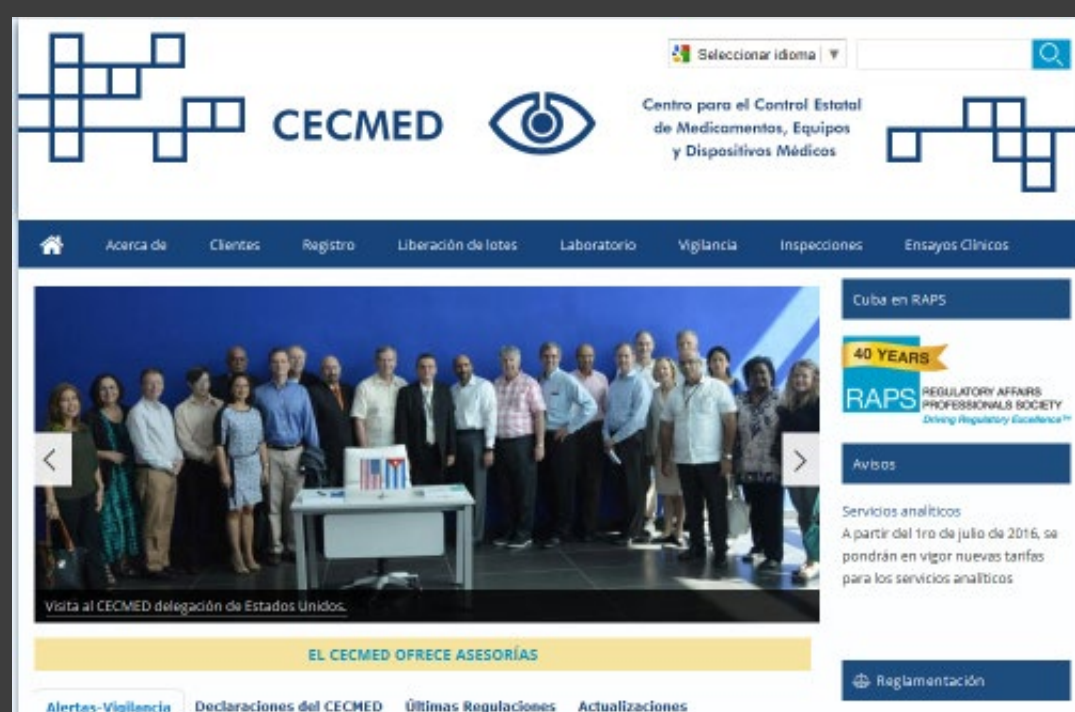 Seleccionar idioma
CECMED
Centro para el Control Estatal
de Medicamentos, Equipos
y Dispositivos Médicos
Acerca de
Clientes
Registro
Liberación de lotes
Laboratorio
Vigilancia
Inspecciones
Ensayos Clínicos
Visita al CECMED delegación de Estados Unidos.
EL CECMED OFRECE ASESORÍAS
Alertas-Vigilancia
Declaraciones del CECMED
Últimas Regulaciones
Actualizaciones
Cuba en RAPS
40 YEARS
RAPS
REGULATORY AFFAIRS
PROFESSIONALS SOCIETY
Driving Regulatory Excellence™
Avisos
Servicios analíticos
A partir del 1ro de julio de 2016, se
pondrán en vigor nuevas tarifas
para los servicios analíticos
Reglamentación